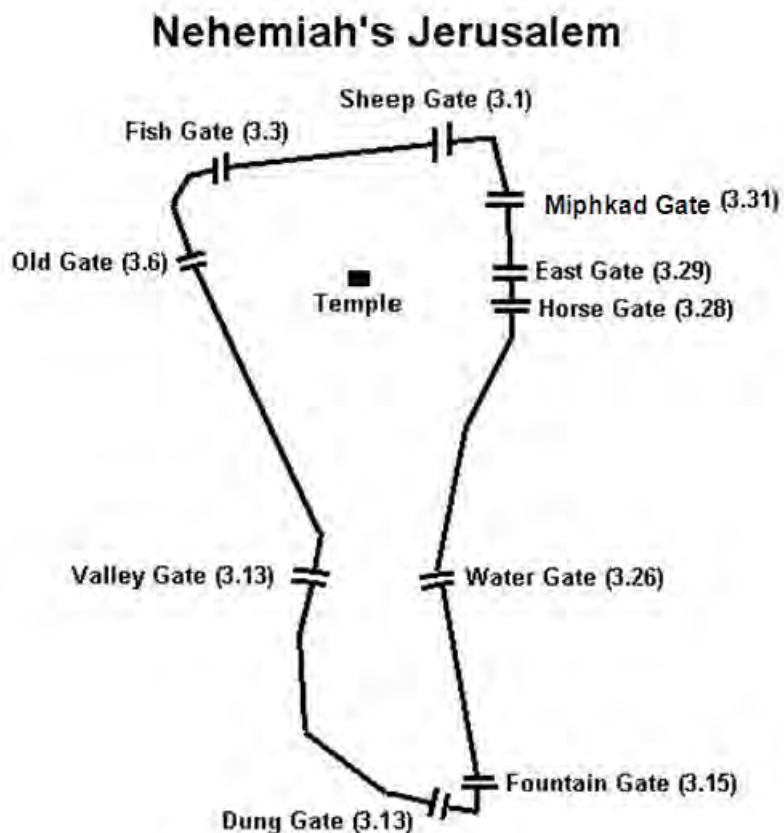 Nehemiah's Jerusalem
Sheep Gate (3.1)
Fish Gate (3.3)
Miphkad Gate (3.31)
Old Gate (3.6)
East Gate (3.29)
Temple
Horse Gate (3.28)
Valley Gate (3.13)
Water Gate (3.26)
Fountain Gate (3.15)
Dung Gate (3.13)